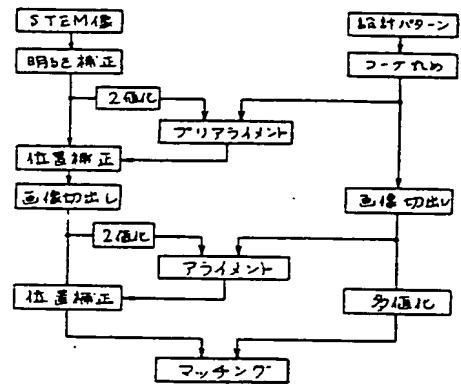 STEM像
設計パターン
明るさ補正
コーナ丸め
2値化
プリアライメント
位置補正
画像切出し
画像切出し
2値化
アライメント
位置補正
多値化
マッチング